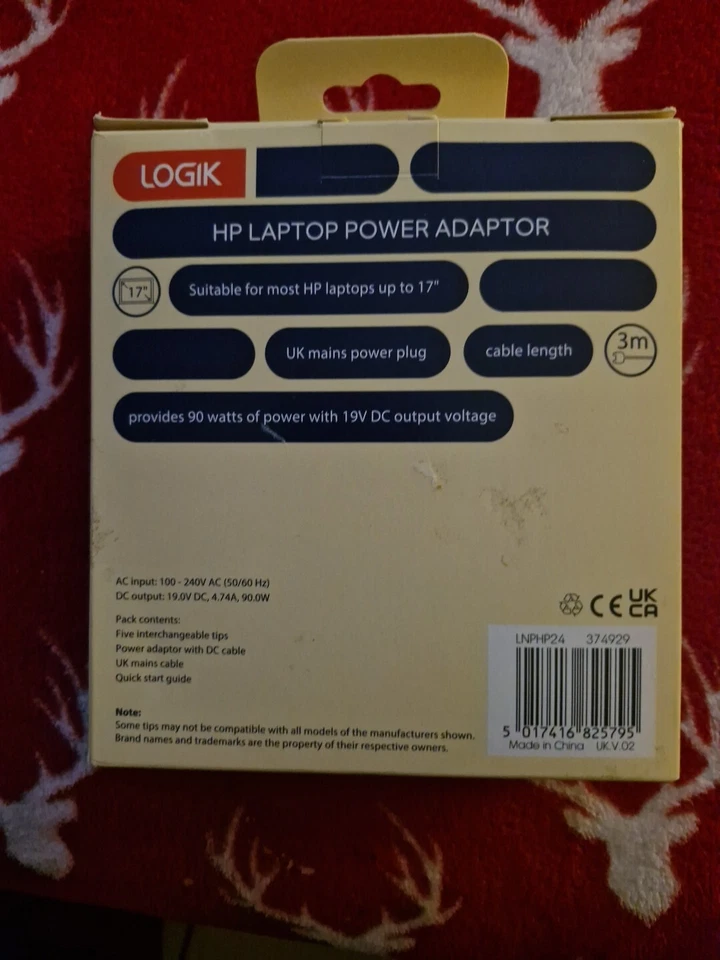 LOGIK
HP LAPTOP POWER ADAPTOR
17"
Suitable for most HP laptops up to 17"
UK mains power plug
cable length
3m
provides 90 watts of power with 19V DC output voltage
AC input: 100 - 240V AC (50/60 Hz)
DC output: 19.0V DC, 4.74A, 90.0W
Pack contents:
Five interchangeable tips
Power adaptor with DC cable
UK mains cable
Quick start guide
Note:
Some tips may not be compatible with all models of the manufacturers shown.
Brand names and trademarks are the property of their respective owners.
CE UK
CA
LNPHP24 374929
5 017416 825795
Made in China UK.V.02